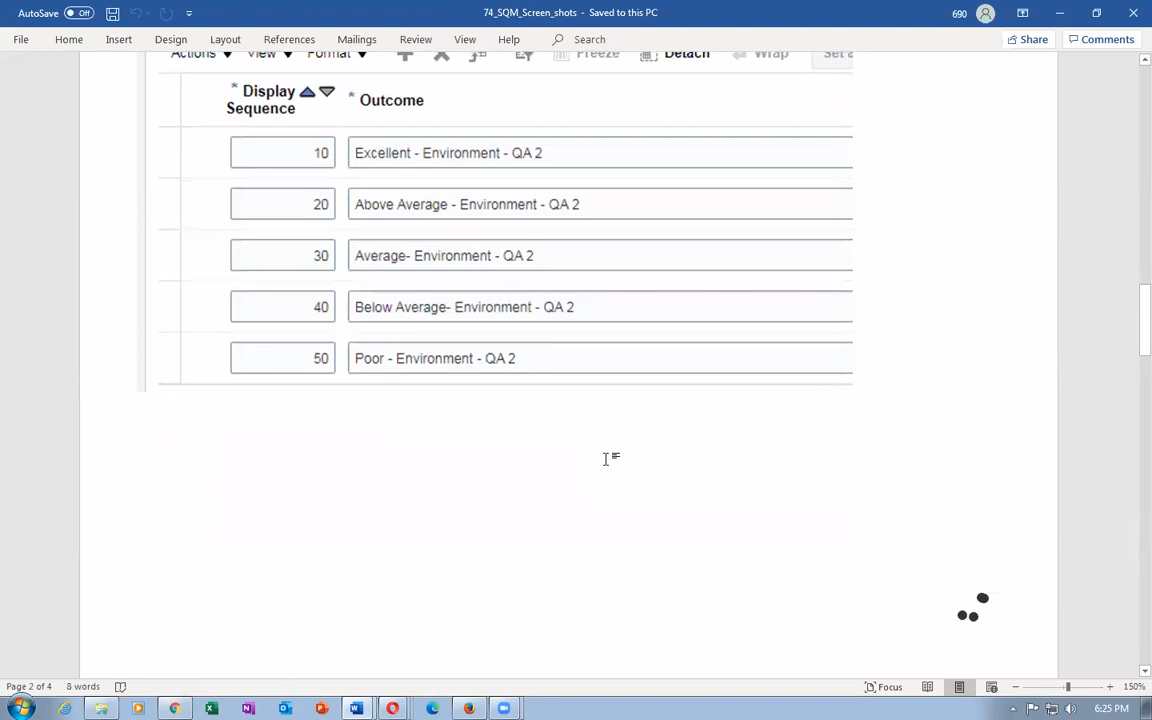 AutoSave Off 74_SQM_Screen_shots - Saved to this PC 690
File Home Insert Design Layout References Mailings Review View Help Search Share Comments
Actions View Format Freeze Detach Wrap
* Display Sequence * Outcome
10 Excellent - Environment - QA 2
20 Above Average - Environment - QA 2
30 Average- Environment - QA 2
40 Below Average- Environment - QA 2
50 Poor - Environment - QA 2
Page 2 of 4 8 words Focus 150%
6:25 PM